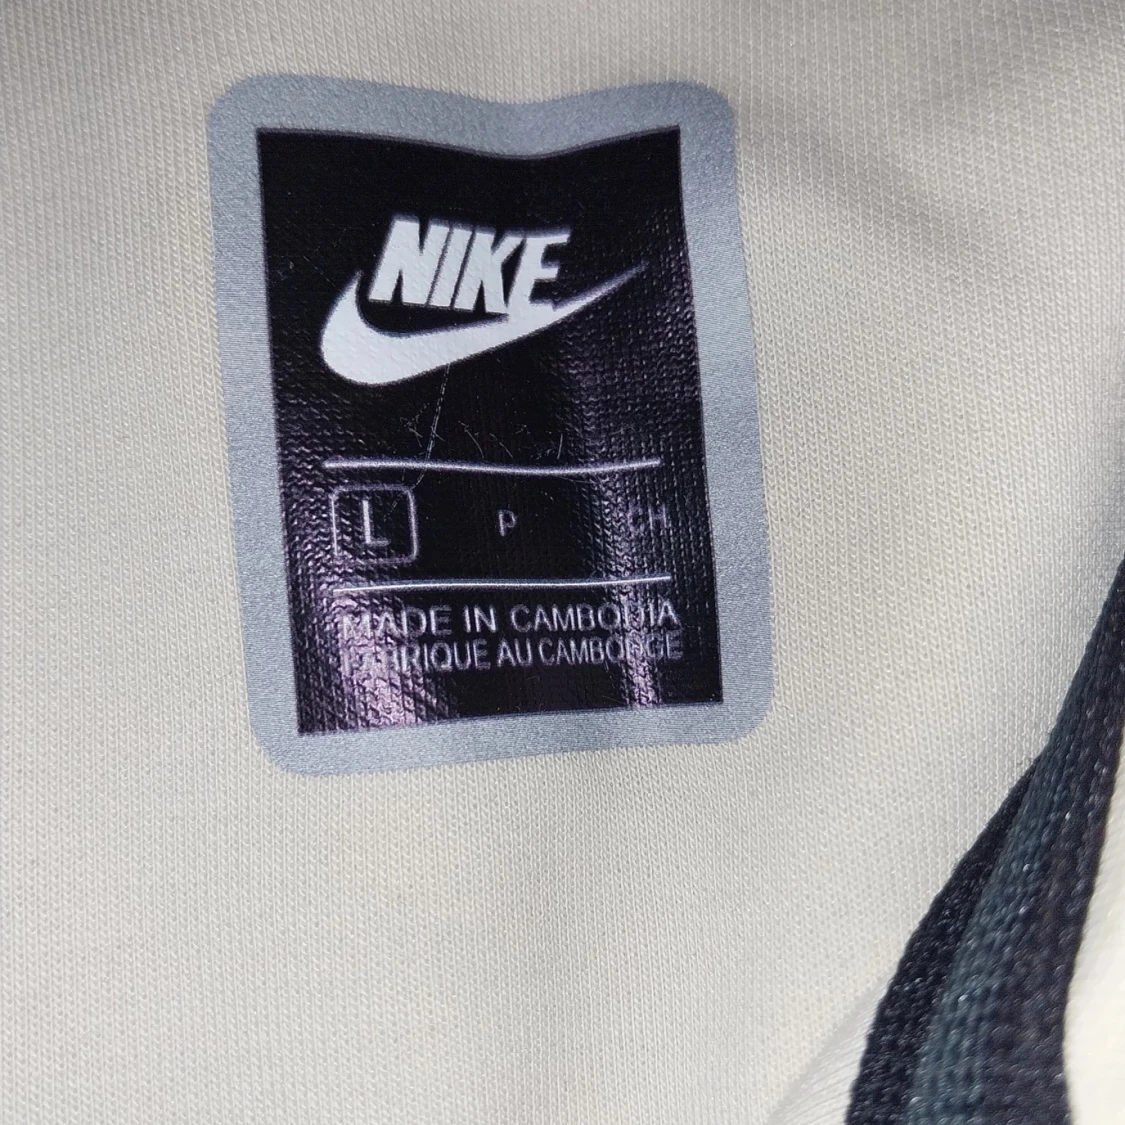 NIKE
L P CH
MADE IN CAMBODIA
FABRIQUE AU CAMBODGE